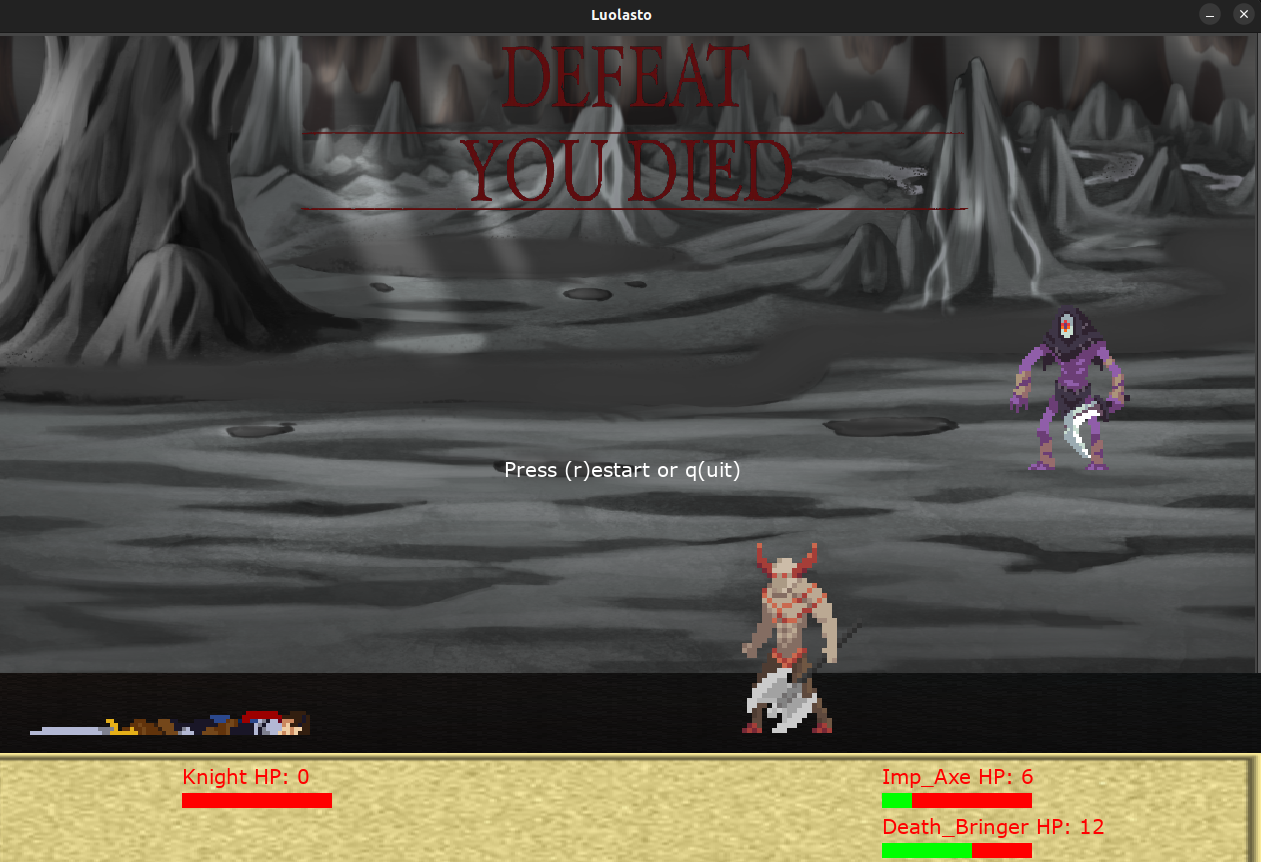 Luolasto
DEFEAT
YOU DIED
Press (r)estart or q(uit)
Knight HP: 0
Imp_Axe HP: 6
Death_Bringer HP: 12